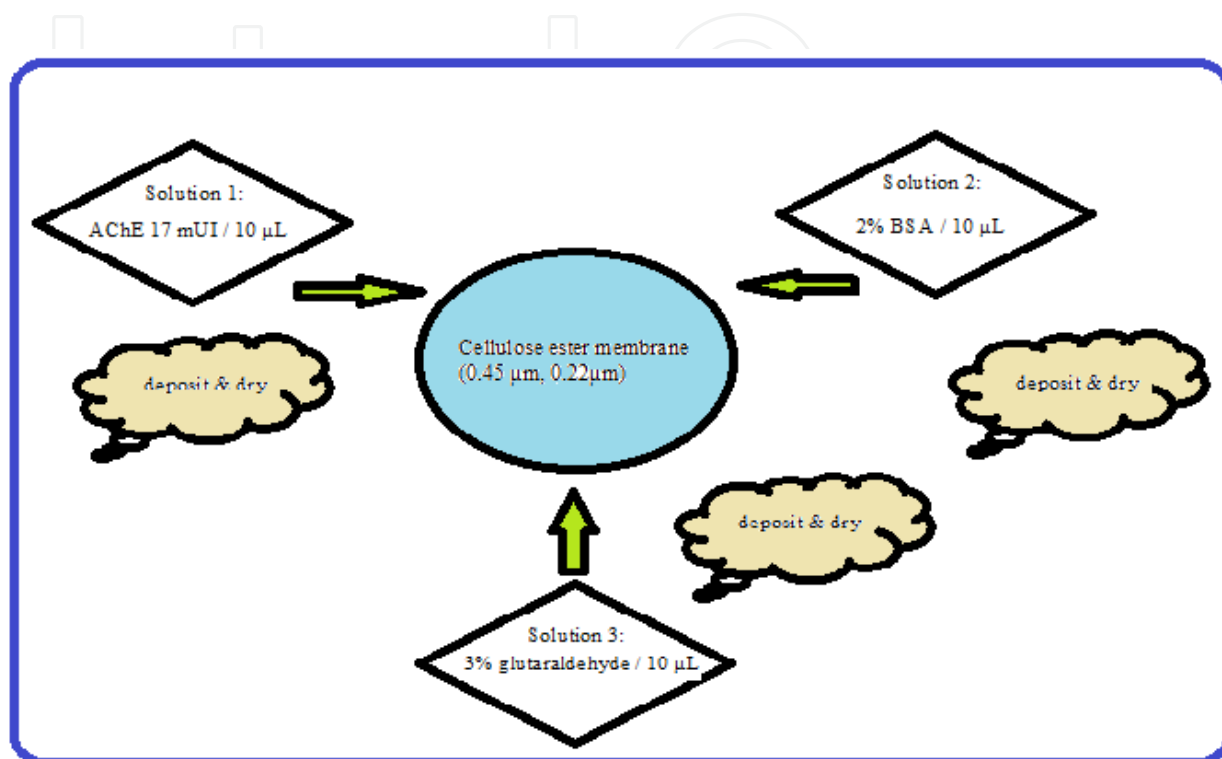 Solution 1:
AChE 17 mUI / 10 µL
Solution 2:
2% BSA / 10 µL
Cellulose ester membrane
(0.45 µm, 0.22µm)
deposit & dry
deposit & dry
deposit & dry
Solution 3:
3% glutaraldehyde / 10 µL